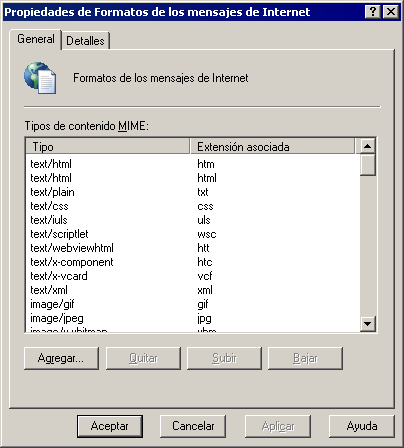 Propiedades de Formatos de los mensajes de Internet
General Detalles
Formatos de los mensajes de Internet
Tipos de contenido MIME:
Tipo Extensión asociada
text/html htm
text/html html
text/plain txt
text/css css
text/iuls uls
text/scriptlet wsc
text/webviewhtml htt
text/x-component htc
text/x-vcard vcf
text/xml xml
image/gif gif
image/jpeg jpg
Agregar... Quitar Subir Bajar
Aceptar Cancelar Aplicar Ayuda